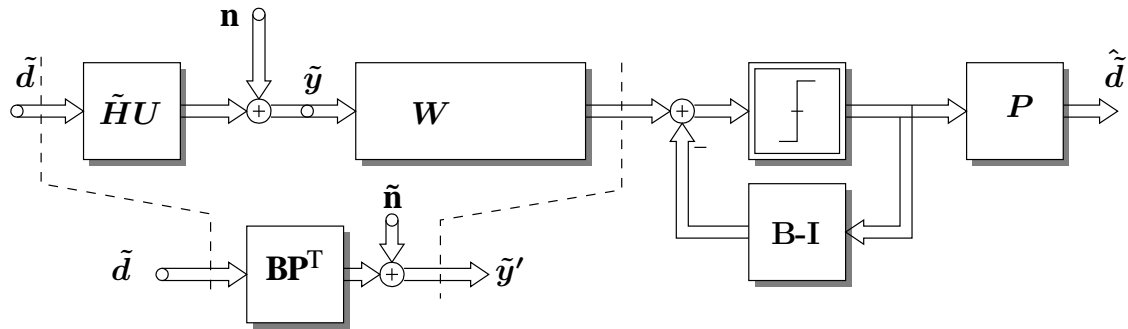 n
d̃
H̃U
+
ỹ
W
+
−
P
d̃̂
ñ
B-I
d̃
BPᵀ
+
ỹ′